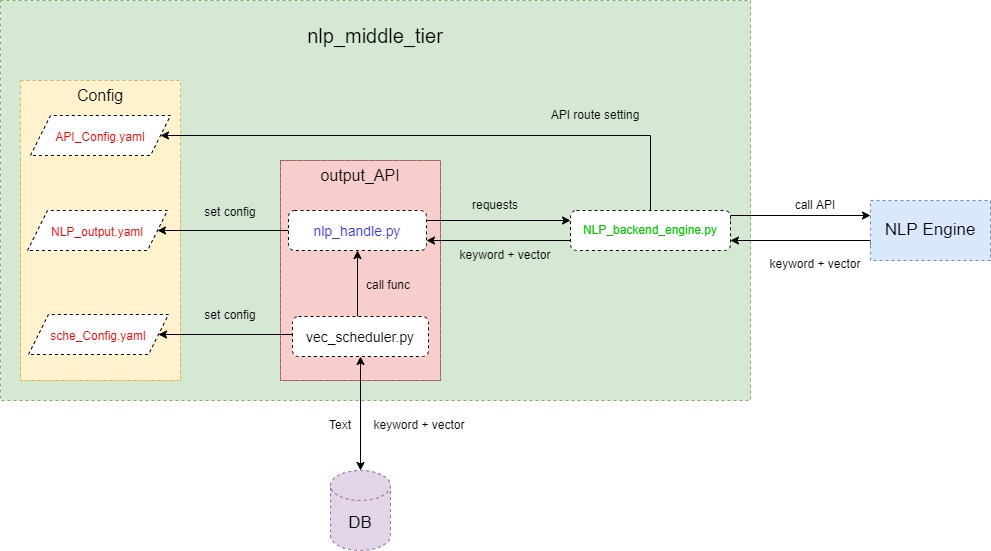 nlp_middle_tier
Config
API_Config.yaml
API route setting
output_API
NLP_output.yaml
set config
nlp_handle.py
requests
keyword + vector
NLP_backend_engine.py
call API
keyword + vector
NLP Engine
call func
sche_Config.yaml
set config
vec_scheduler.py
Text
keyword + vector
DB